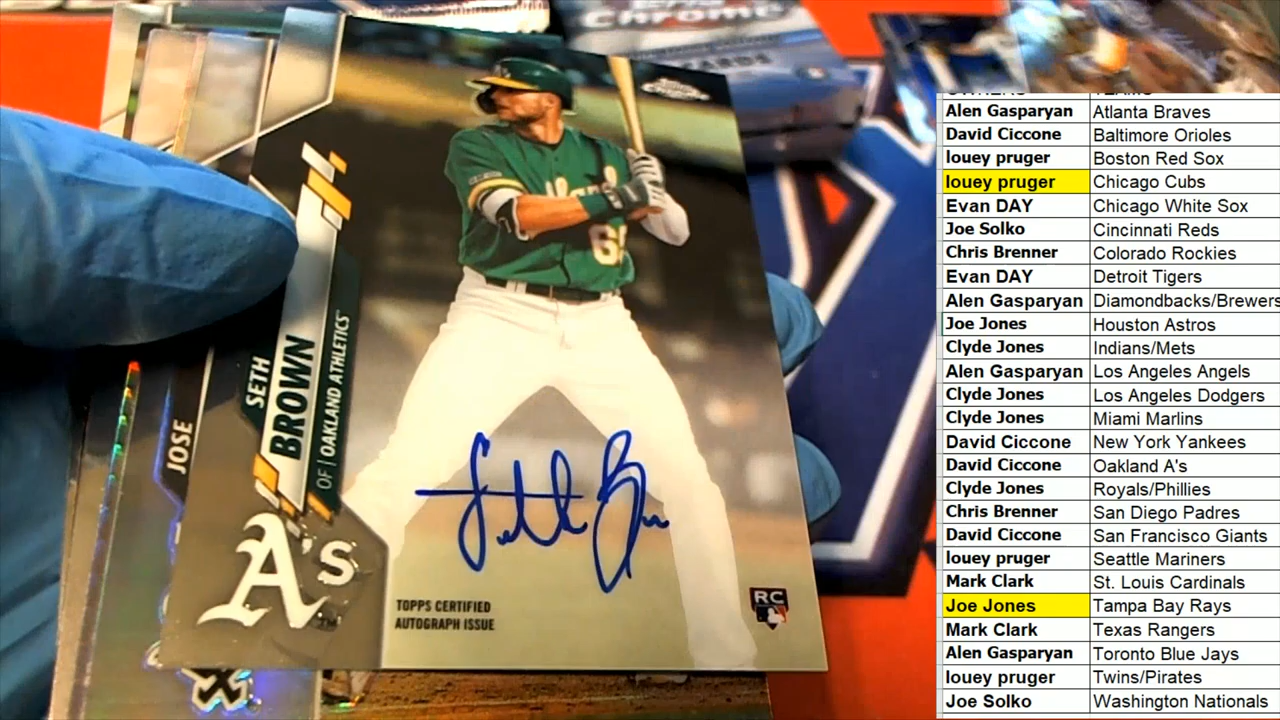 Chrome
Topps
Chrome
SETH
BROWN
OF | OAKLAND ATHLETICS™
JOSE
A's
TOPPS CERTIFIED
AUTOGRAPH ISSUE
RC
Alen Gasparyan Atlanta Braves
David Ciccone Baltimore Orioles
louey pruger Boston Red Sox
louey pruger Chicago Cubs
Evan DAY Chicago White Sox
Joe Solko Cincinnati Reds
Chris Brenner Colorado Rockies
Evan DAY Detroit Tigers
Alen Gasparyan Diamondbacks/Brewers
Joe Jones Houston Astros
Clyde Jones Indians/Mets
Alen Gasparyan Los Angeles Angels
Clyde Jones Los Angeles Dodgers
Clyde Jones Miami Marlins
David Ciccone New York Yankees
David Ciccone Oakland A's
Clyde Jones Royals/Phillies
Chris Brenner San Diego Padres
David Ciccone San Francisco Giants
louey pruger Seattle Mariners
Mark Clark St. Louis Cardinals
Joe Jones Tampa Bay Rays
Mark Clark Texas Rangers
Alen Gasparyan Toronto Blue Jays
louey pruger Twins/Pirates
Joe Solko Washington Nationals